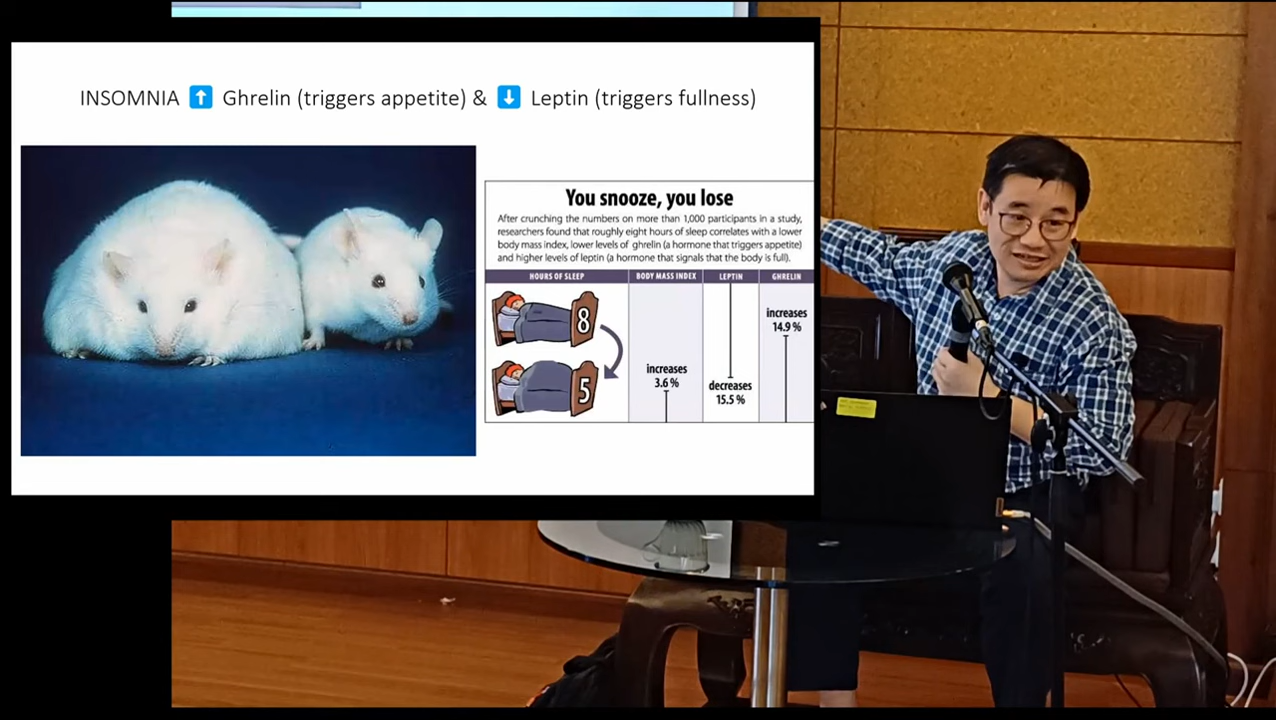 INSOMNIA ⬆ Ghrelin (triggers appetite) & ⬇ Leptin (triggers fullness)
You snooze, you lose
After crunching the numbers on more than 1,000 participants in a study,
researchers found that roughly eight hours of sleep correlates with a lower
body mass index, lower levels of ghrelin (a hormone that triggers appetite)
and higher levels of leptin (a hormone that signals that the body is full).
HOURS OF SLEEP BODY MASS INDEX LEPTIN GHRELIN
8
increases
14.9 %
5
increases
3.6 %
decreases
15.5 %